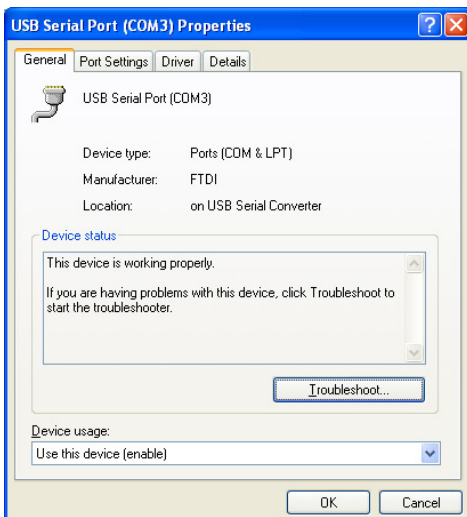 USB Serial Port (COM3) Properties
General Port Settings Driver Details
USB Serial Port (COM3)
Device type: Ports (COM & LPT)
Manufacturer: FTDI
Location: on USB Serial Converter
Device status
This device is working properly.
If you are having problems with this device, click Troubleshoot to
start the troubleshooter.
Troubleshoot...
Device usage:
Use this device (enable)
OK Cancel